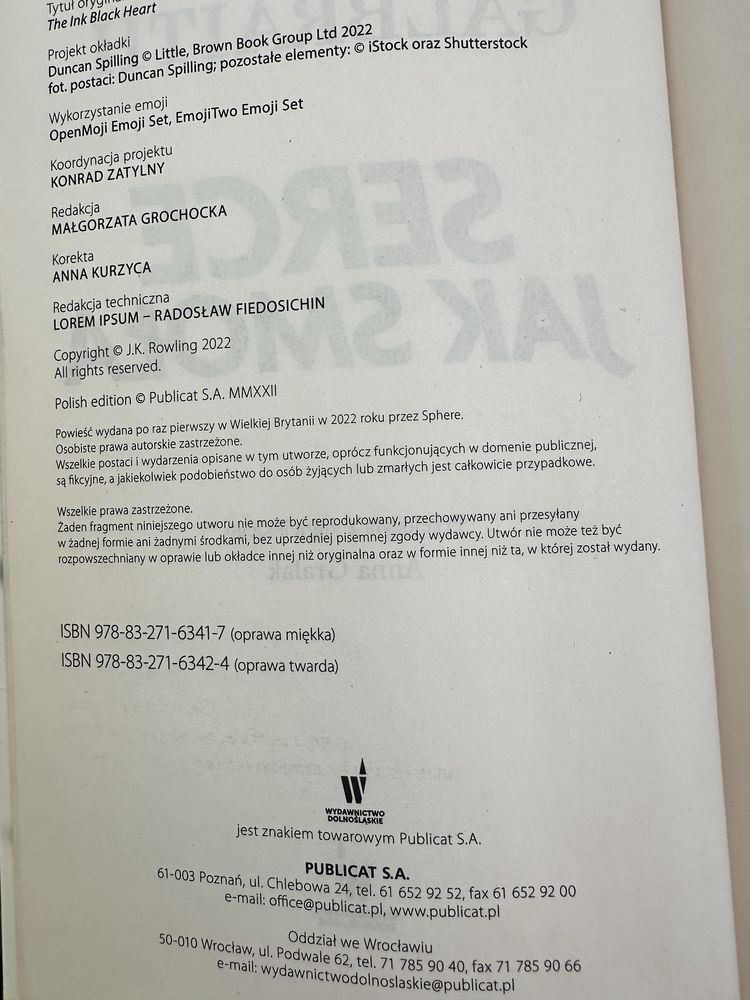 Tytuł orygina
The Ink Black Heart
Projekt okładki
Duncan Spilling © Little, Brown Book Group Ltd 2022
fot. postaci: Duncan Spilling; pozostałe elementy: © iStock oraz Shutterstock
Wykorzystanie emoji
OpenMoji Emoji Set, EmojiTwo Emoji Set
Koordynacja projektu
KONRAD ZATYLNY
Redakcja
MAŁGORZATA GROCHOCKA
Korekta
ANNA KURZYCA
Redakcja techniczna
LOREM IPSUM – RADOSŁAW FIEDOSICHIN
Copyright © J.K. Rowling 2022
All rights reserved.
Polish edition © Publicat S.A. MMXXII
Powieść wydana po raz pierwszy w Wielkiej Brytanii w 2022 roku przez Sphere.
Osobiste prawa autorskie zastrzeżone.
Wszelkie postaci i wydarzenia opisane w tym utworze, oprócz funkcjonujących w domenie publicznej,
są fikcyjne, a jakiekolwiek podobieństwo do osób żyjących lub zmarłych jest całkowicie przypadkowe.
Wszelkie prawa zastrzeżone.
Żaden fragment niniejszego utworu nie może być reprodukowany, przechowywany ani przesyłany
w żadnej formie ani żadnymi środkami, bez uprzedniej pisemnej zgody wydawcy. Utwór nie może też być
rozpowszechniany w oprawie lub okładce innej niż oryginalna oraz w formie innej niż ta, w której został wydany.
ISBN 978-83-271-6341-7 (oprawa miękka)
ISBN 978-83-271-6342-4 (oprawa twarda)
W
WYDAWNICTWO
DOLNOŚLĄSKIE
jest znakiem towarowym Publicat S.A.
PUBLICAT S.A.
61-003 Poznań, ul. Chlebowa 24, tel. 61 652 92 52, fax 61 652 92 00
e-mail: office@publicat.pl, www.publicat.pl
Oddział we Wrocławiu
50-010 Wrocław, ul. Podwale 62, tel. 71 785 90 40, fax 71 785 90 66
e-mail: wydawnictwodolnoslaskie@publicat.pl
GALBRAITH
SERCE
JAK SMOŁA
Anna Gralak